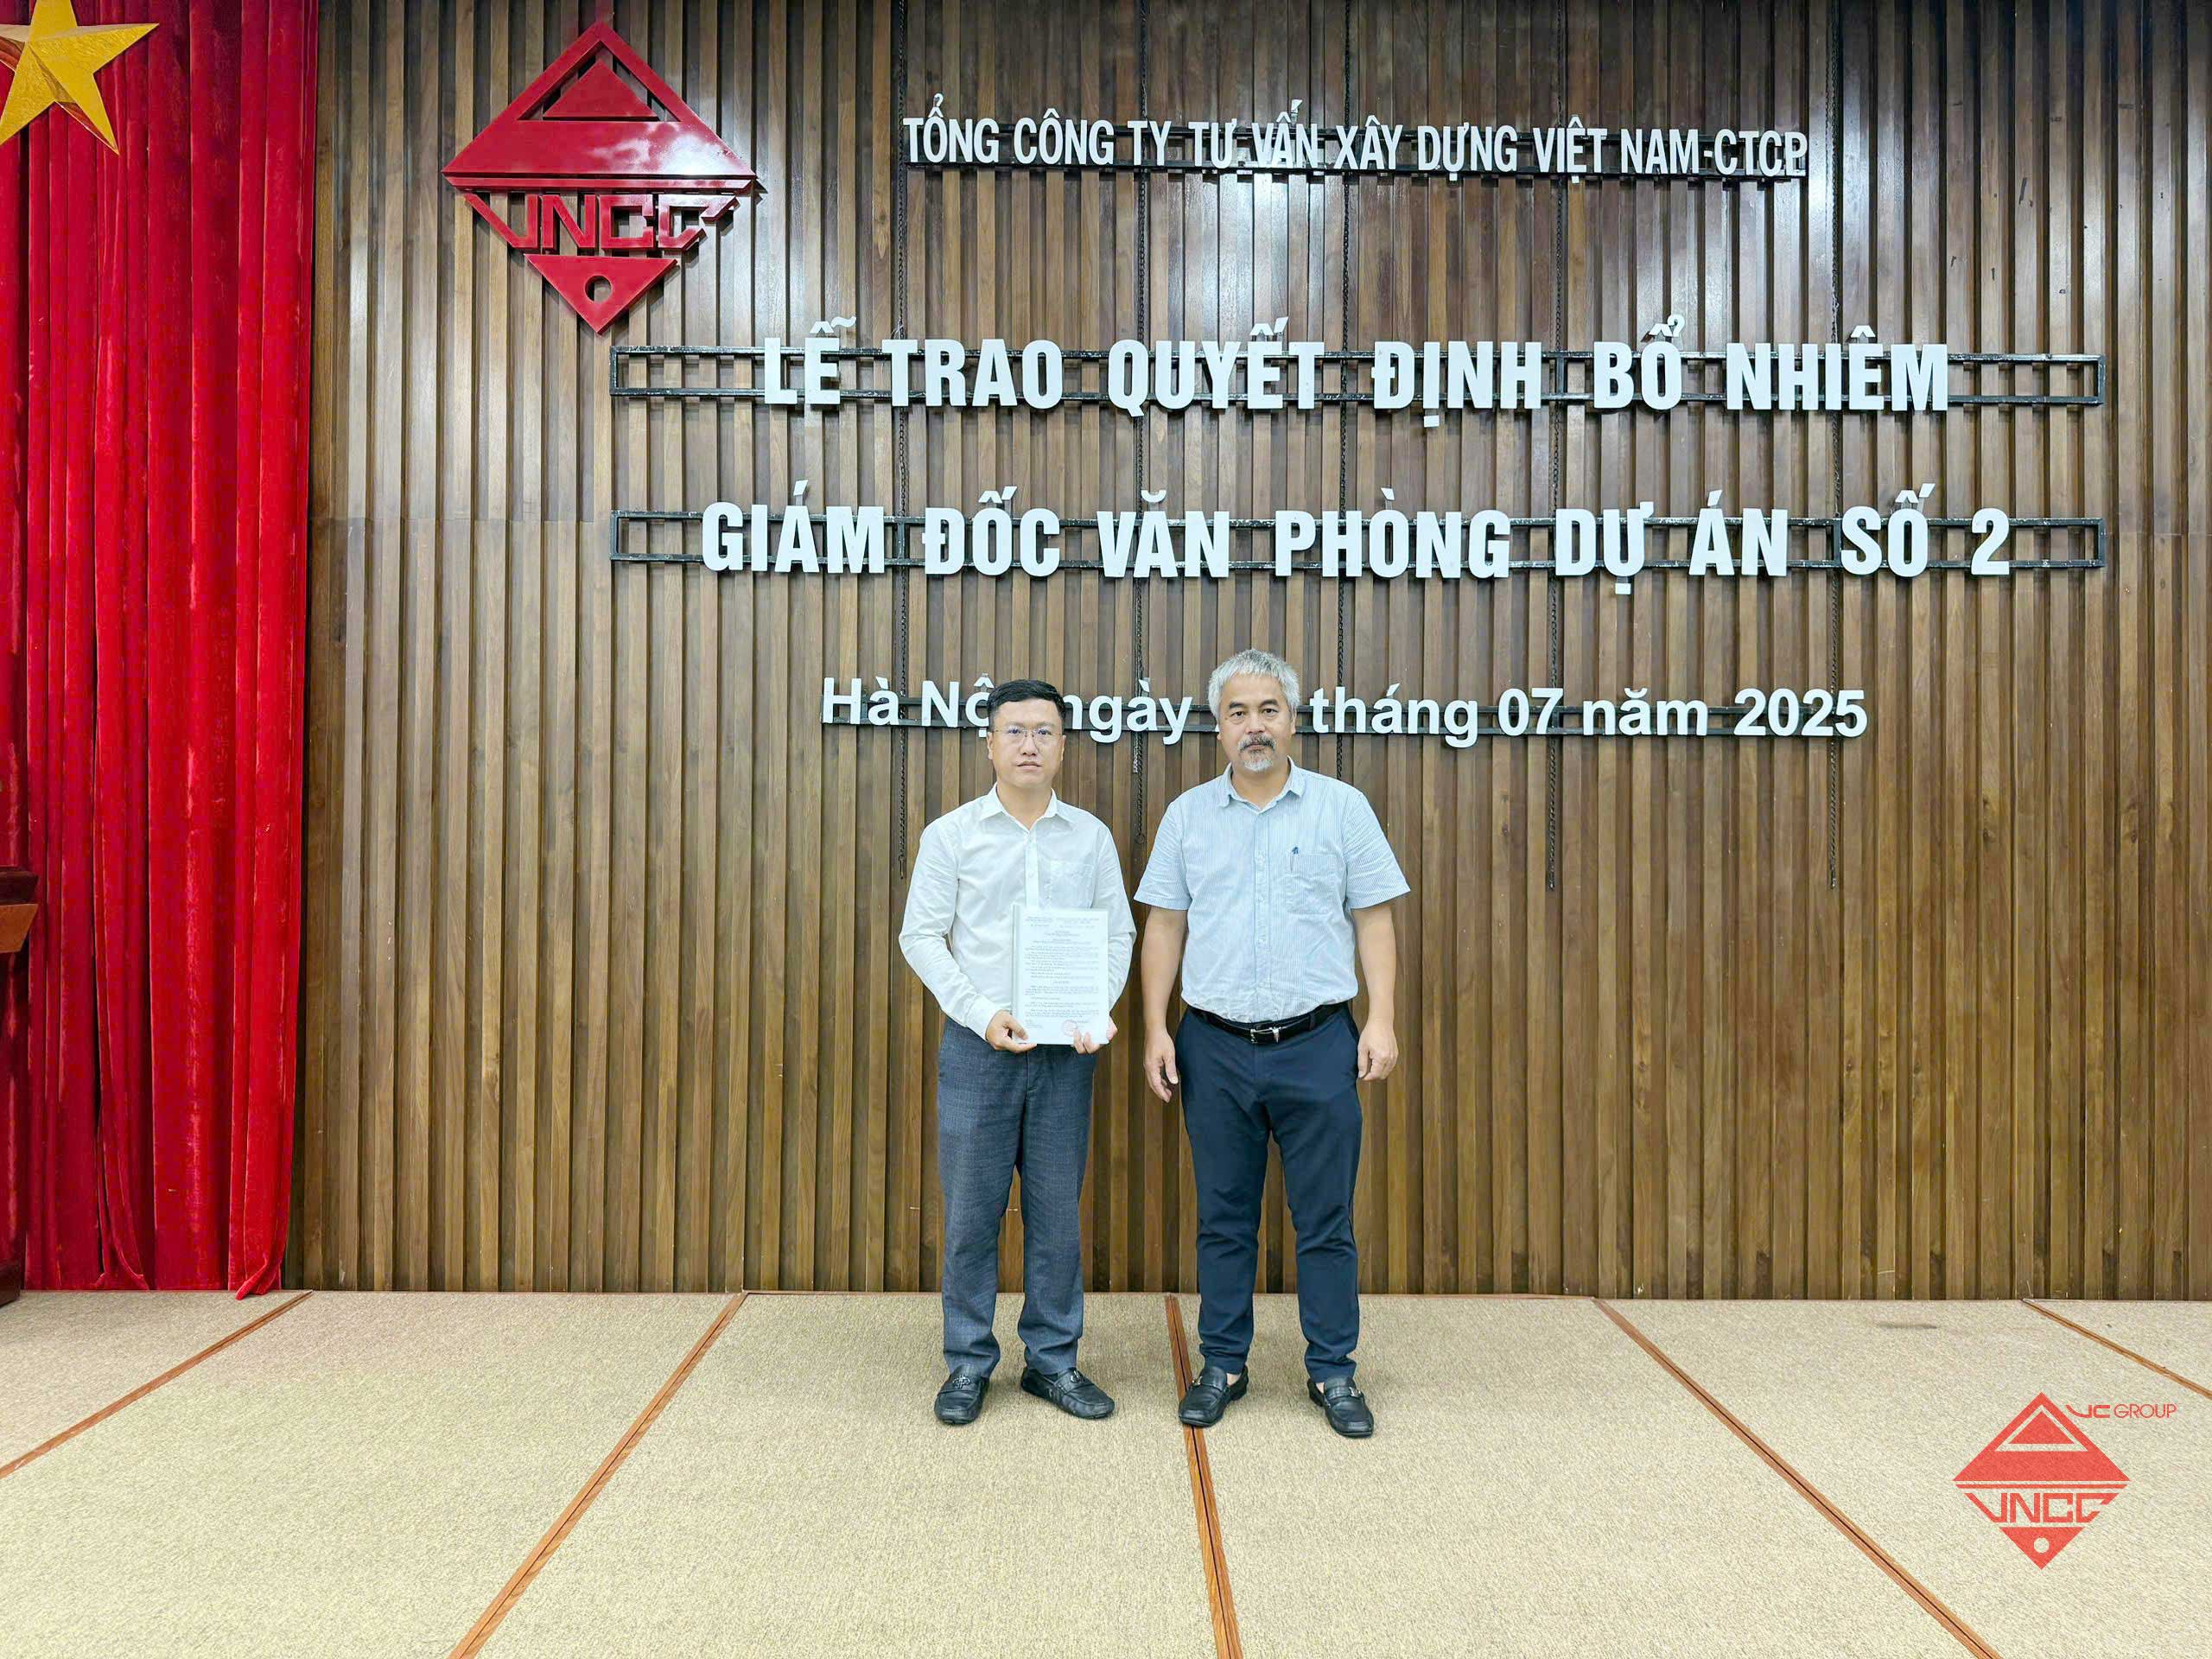 VNCC
TỔNG CÔNG TY TƯ VẤN XÂY DỰNG VIỆT NAM-CTCP
LỄ TRAO QUYẾT ĐỊNH BỔ NHIỆM
GIÁM ĐỐC VĂN PHÒNG DỰ ÁN SỐ 2
Hà Nội ngày tháng 07 năm 2025
VC GROUP
VNCC